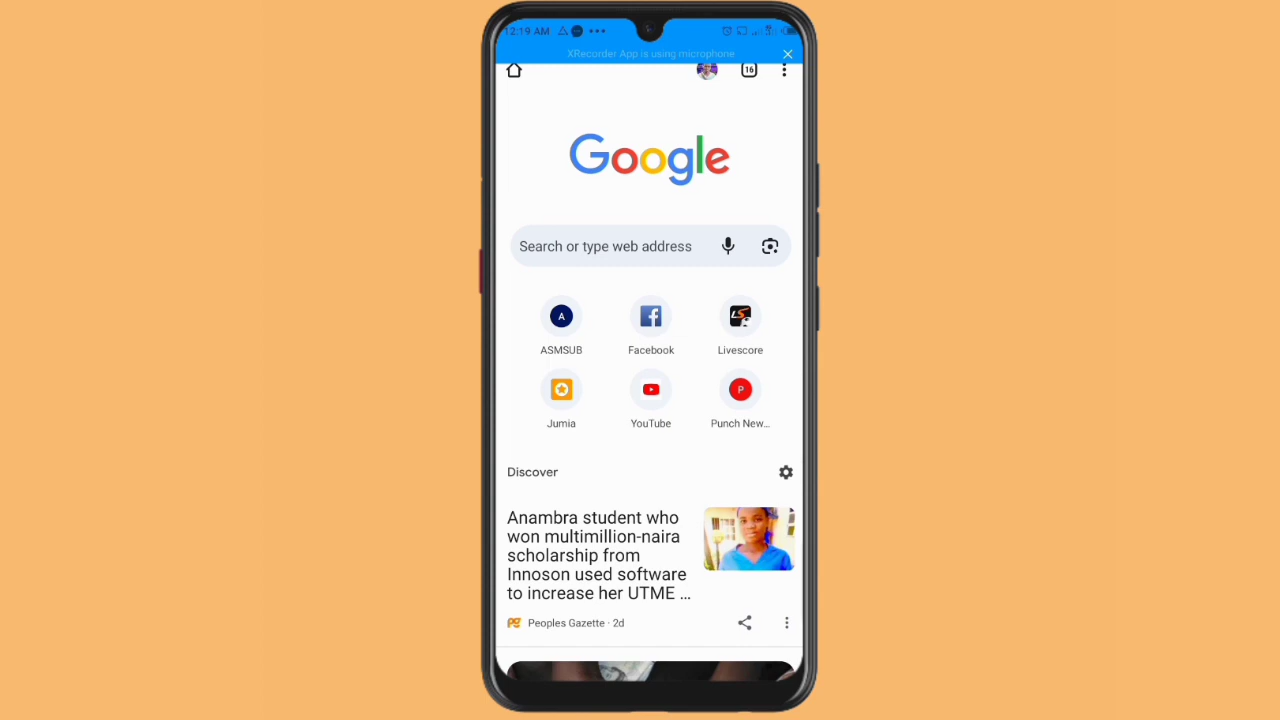 12:19 AM
XRecorder App is using microphone
16
Google
Search or type web address
A
LS
P
ASMSUB
Facebook
Livescore
Jumia
YouTube
Punch New...
Discover
Anambra student who
won multimillion-naira
scholarship from
Innoson used software
to increase her UTME ...
PG Peoples Gazette · 2d